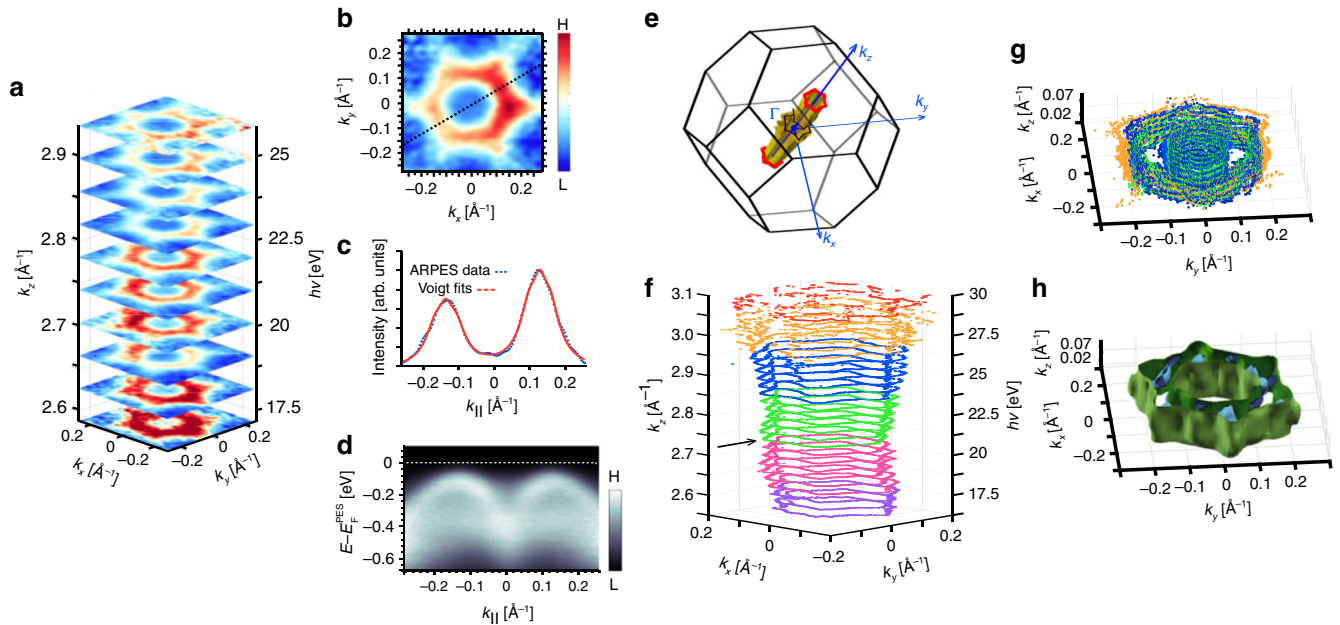 a
2.9
2.8
2.7
2.6
k_z [Å⁻¹]
25
22.5
20
17.5
hν [eV]
0.2
0
−0.2
k_x [Å⁻¹]
0.2
0
−0.2
k_y [Å⁻¹]
b
0.2
0.1
0
−0.1
−0.2
k_y [Å⁻¹]
−0.2
0
0.2
k_x [Å⁻¹]
H
L
c
Intensity [arb. units]
ARPES data
Voigt fits
−0.2
−0.1
0
0.1
0.2
k_|| [Å⁻¹]
d
0
−0.2
−0.4
−0.6
E−E_F^PES [eV]
−0.2
−0.1
0
0.1
0.2
k_|| [Å⁻¹]
H
L
e
k_z
k_y
Γ
k_x
f
3.1
3.0
2.9
2.8
2.7
2.6
k_z [Å⁻¹]
30
27.5
25
22.5
20
17.5
hν [eV]
0.2
0
−0.2
0.2
k_x [Å⁻¹]
0
k_y [Å⁻¹]
g
0.07
0.02
k_z [Å⁻¹]
0.2
0
−0.2
k_x [Å⁻¹]
−0.2
−0.1
0
0.1
0.2
k_y [Å⁻¹]
h
0.07
0.02
k_z [Å⁻¹]
0.2
0
−0.2
k_x [Å⁻¹]
−0.2
−0.1
0
0.1
0.2
k_y [Å⁻¹]